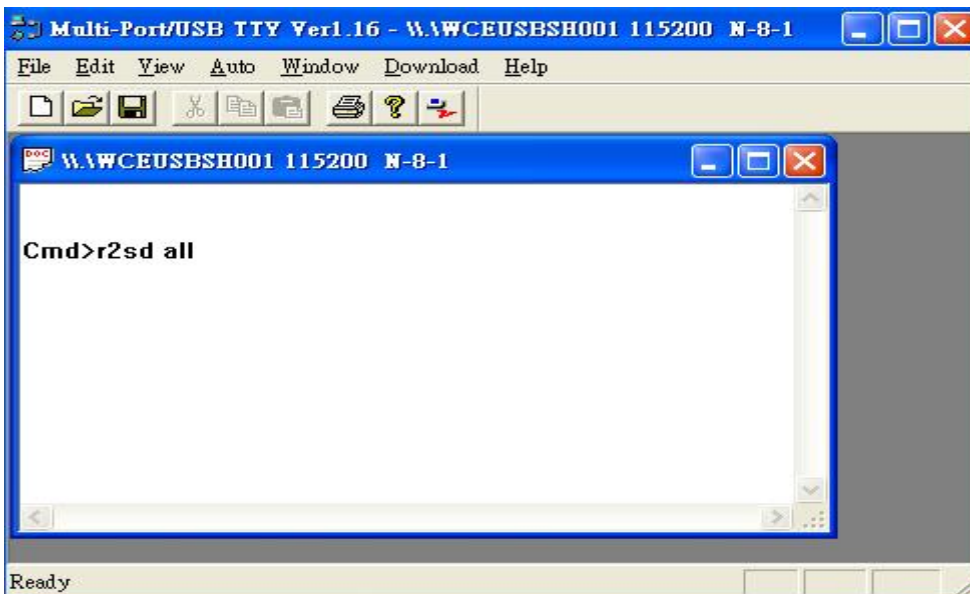 Multi-Port/USB TTY Ver1.16 - \\.\WCEUSBSH001 115200 N-8-1
File Edit View Auto Window Download Help
DOC \\.\WCEUSBSH001 115200 N-8-1
Cmd>r2sd all
Ready